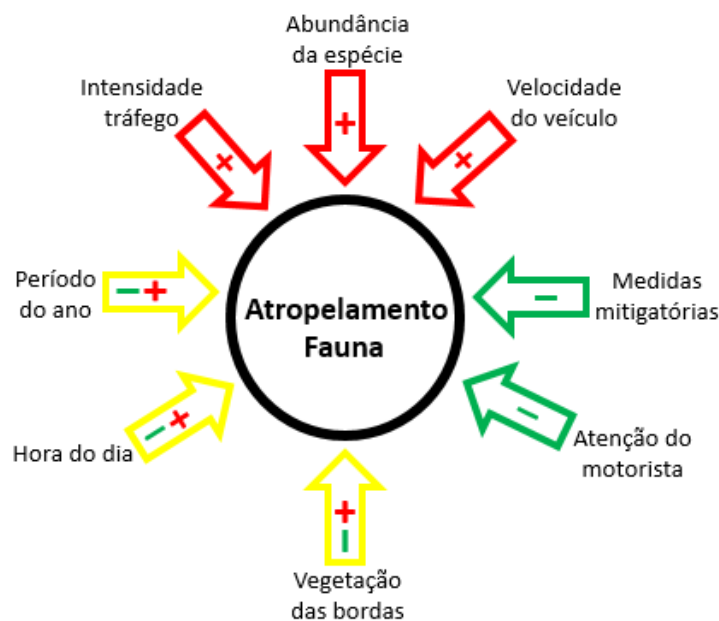 Abundância
da espécie
Intensidade
tráfego
Velocidade
do veículo
+
+
+
Período
do ano
− +
Atropelamento
Fauna
−
Medidas
mitigatórias
Hora do dia
− +
−
Atenção do
motorista
+
−
Vegetação
das bordas